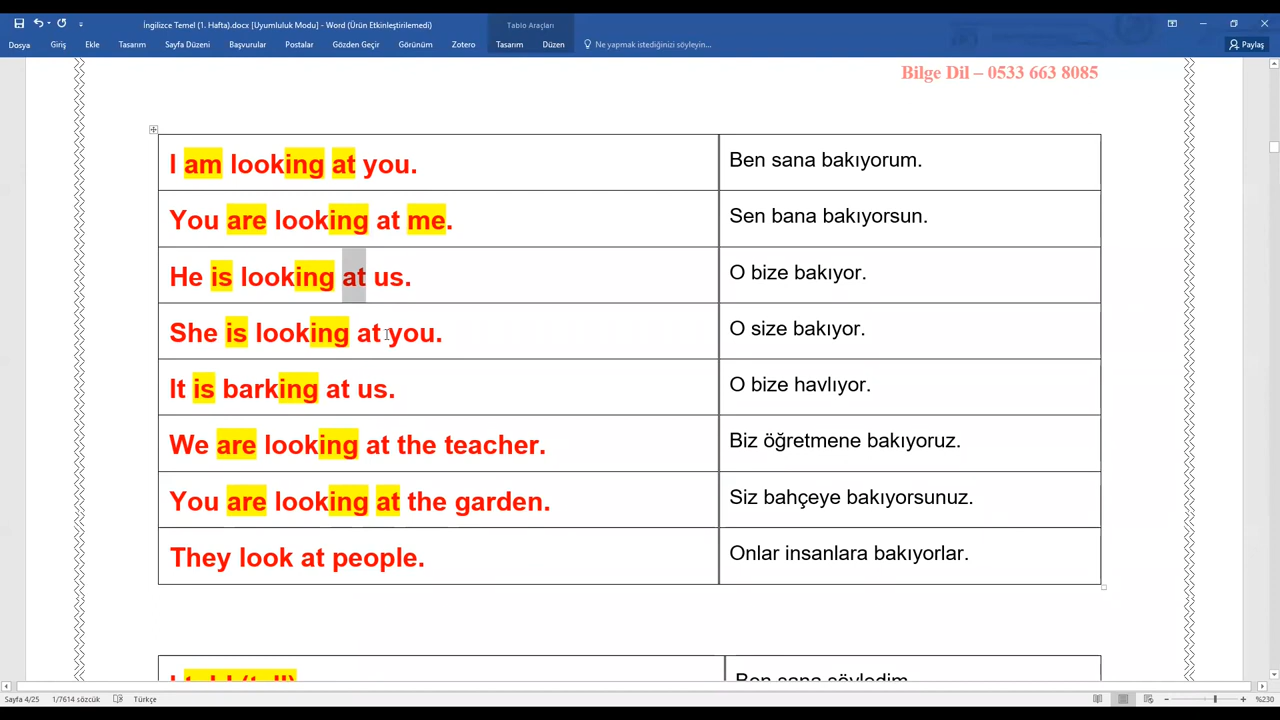 İngilizce Temel (1. Hafta).docx [Uyumluluk Modu] - Word (Ürün Etkinleştirilemedi)
Tablo Araçları
Dosya Giriş Ekle Tasarım Sayfa Düzeni Başvurular Postalar Gözden Geçir Görünüm Zotero Tasarım Düzen Ne yapmak istediğinizi söyleyin... Paylaş
Bilge Dil – 0533 663 8085
I am looking at you. Ben sana bakıyorum.
You are looking at me. Sen bana bakıyorsun.
He is looking at us. O bize bakıyor.
She is looking at you. O size bakıyor.
It is barking at us. O bize havlıyor.
We are looking at the teacher. Biz öğretmene bakıyoruz.
You are looking at the garden. Siz bahçeye bakıyorsunuz.
They look at people. Onlar insanlara bakıyorlar.
I told (tell) Ben sana söyledim
Sayfa 4/25 1/7614 sözcük Türkçe %230